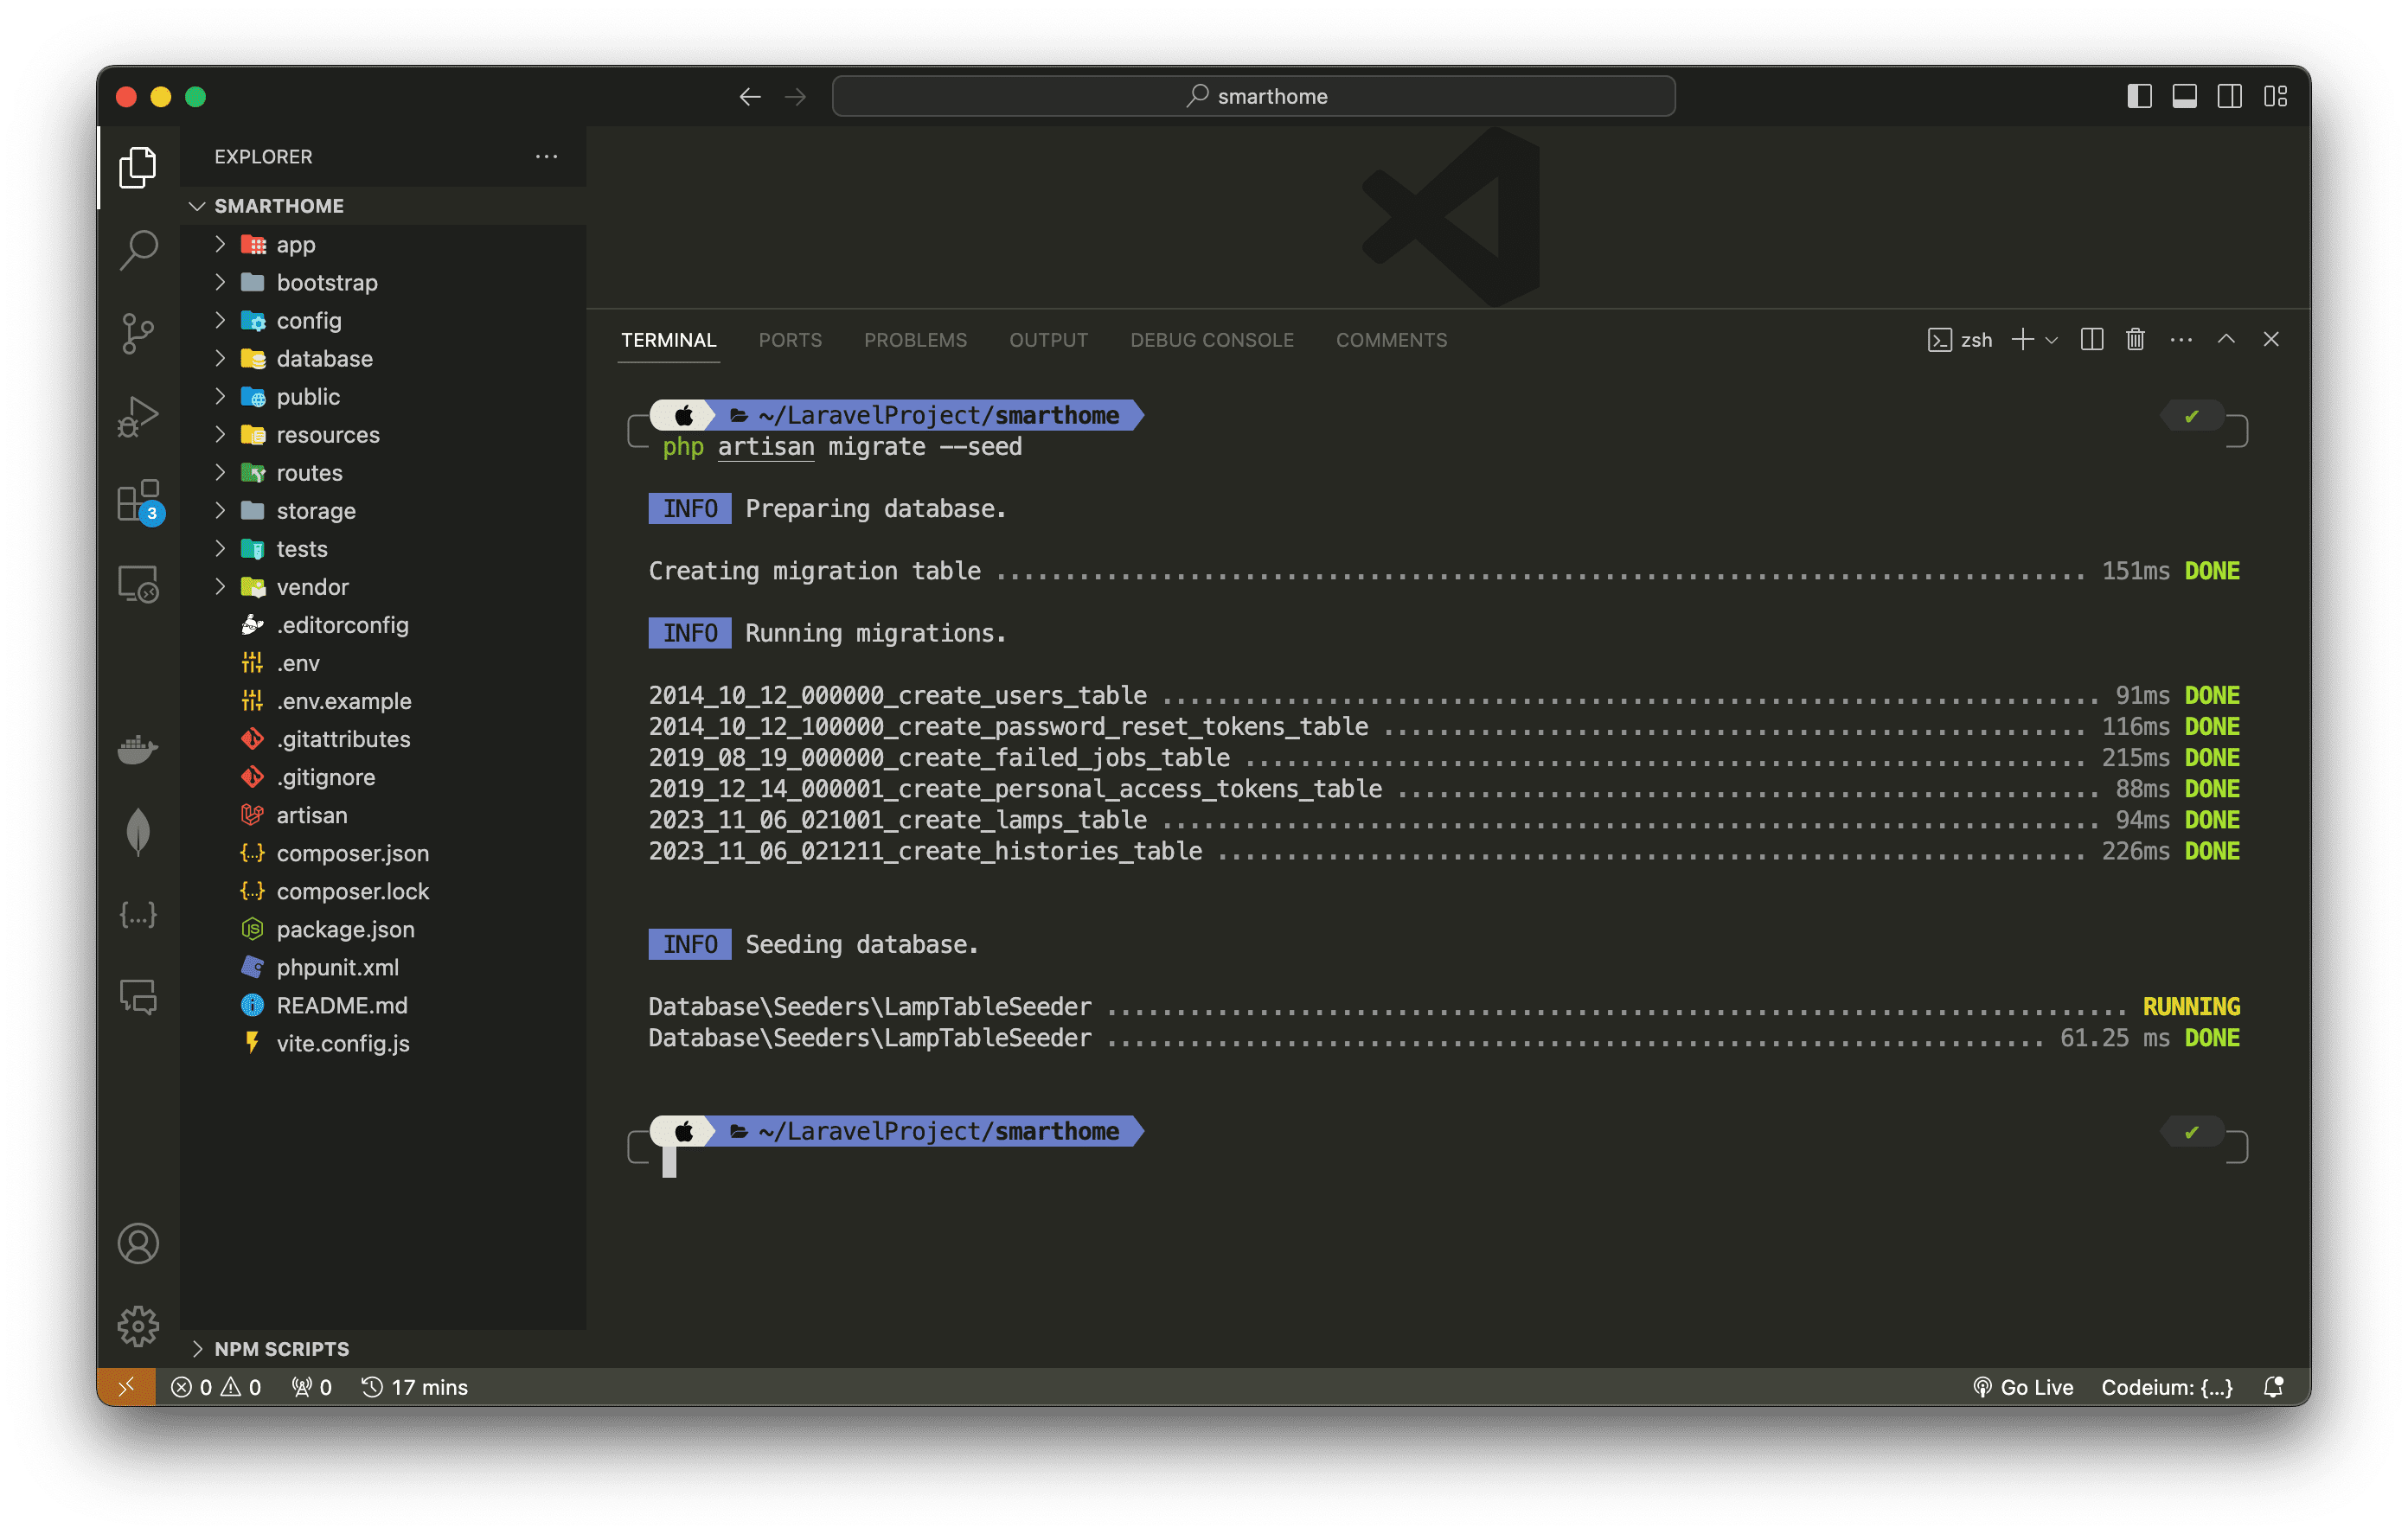 smarthome
EXPLORER
SMARTHOME
app
bootstrap
config
database
public
resources
routes
storage
tests
vendor
.editorconfig
.env
.env.example
.gitattributes
.gitignore
artisan
composer.json
composer.lock
package.json
phpunit.xml
README.md
vite.config.js
NPM SCRIPTS
3
TERMINAL PORTS PROBLEMS OUTPUT DEBUG CONSOLE COMMENTS zsh
~/LaravelProject/smarthome
php artisan migrate --seed
INFO Preparing database.
Creating migration table ............................................................................... 151ms DONE
INFO Running migrations.
2014_10_12_000000_create_users_table .................................................................... 91ms DONE
2014_10_12_100000_create_password_reset_tokens_table ................................................... 116ms DONE
2019_08_19_000000_create_failed_jobs_table ............................................................. 215ms DONE
2019_12_14_000001_create_personal_access_tokens_table ................................................... 88ms DONE
2023_11_06_021001_create_lamps_table .................................................................... 94ms DONE
2023_11_06_021211_create_histories_table ............................................................... 226ms DONE
INFO Seeding database.
Database\Seeders\LampTableSeeder .......................................................................... RUNNING
Database\Seeders\LampTableSeeder .................................................................... 61.25 ms DONE
~/LaravelProject/smarthome
0 0 0 17 mins Go Live Codeium: {...}